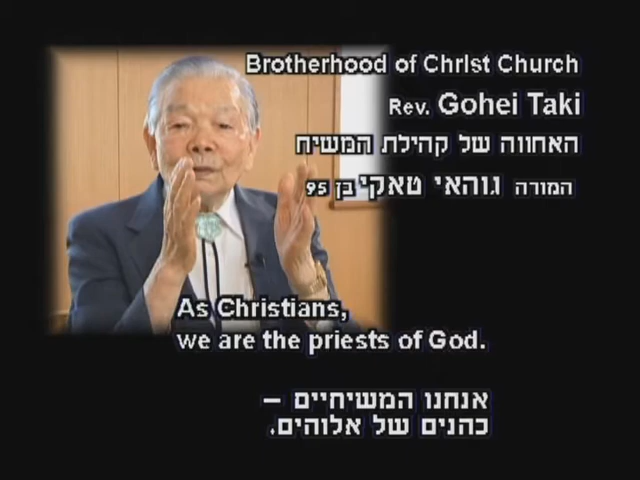 Brotherhood of Christ Church
Rev. Gohei Taki
האחווה של קהילת המשיח
המורה גוהאי טאקי בן 95
As Christians,
we are the priests of God.
אנחנו המשיחיים –
כהנים של אלוהים.